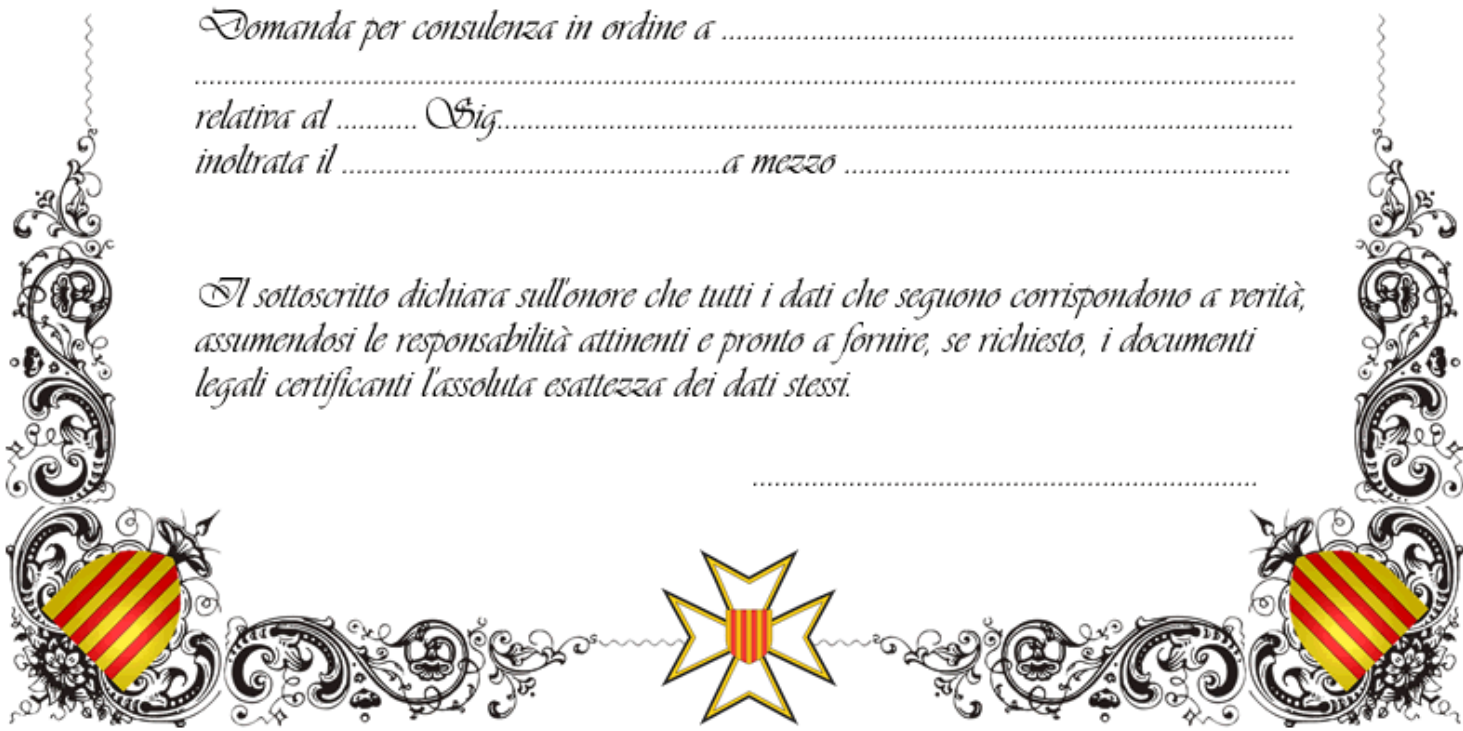 Domanda per consulenza in ordine a ........................................................................
................................................................................................................................
relativa al .......... Sig....................................................................................................
inoltrata il ................................................a mezzo ........................................................
Il sottoscritto dichiara sull'onore che tutti i dati che seguono corrispondono a verità,
assumendosi le responsabilità attinenti e pronto a fornire, se richiesto, i documenti
legali certificanti l'assoluta esattezza dei dati stessi.
................................................................